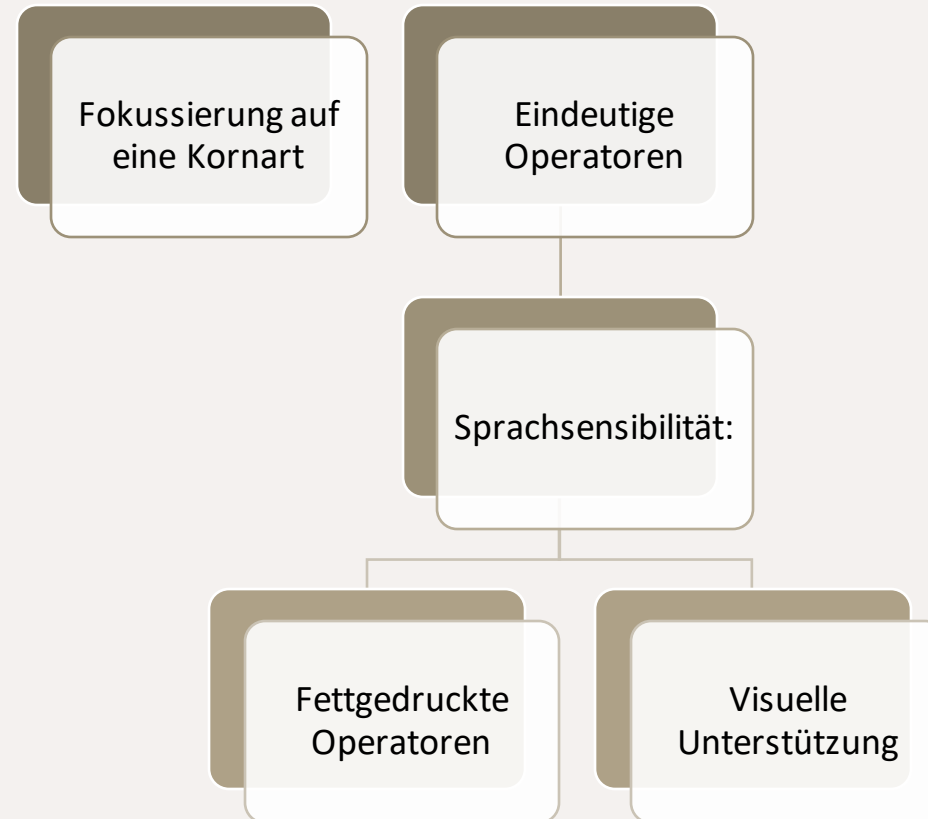 Fokussierung auf
eine Kornart
Eindeutige
Operatoren
Sprachsensibilität:
Fettgedruckte
Operatoren
Visuelle
Unterstützung